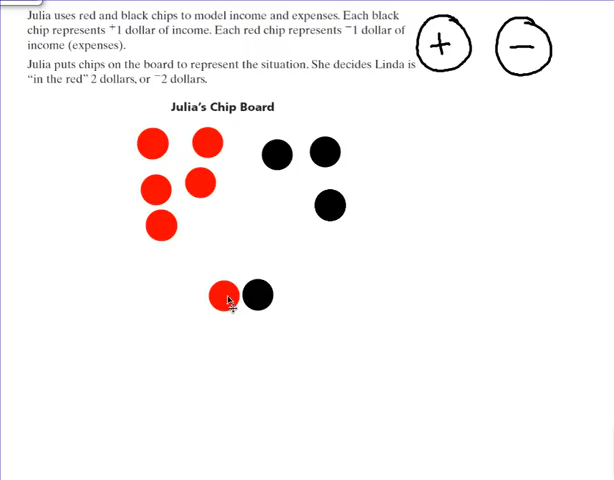 Julia uses red and black chips to model income and expenses. Each black
chip represents ⁺1 dollar of income. Each red chip represents ⁻1 dollar of
income (expenses).
Julia puts chips on the board to represent the situation. She decides Linda is
“in the red” 2 dollars, or ⁻2 dollars.
Julia’s Chip Board
+ −